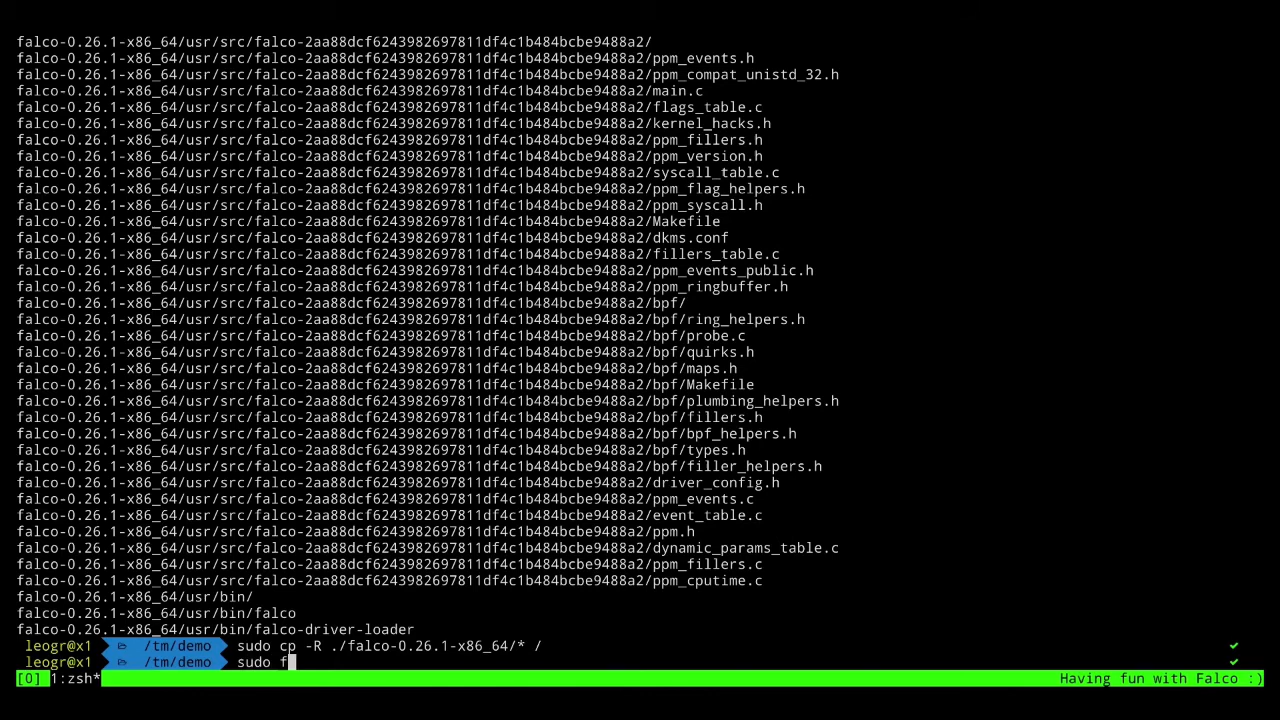 falco-0.26.1-x86_64/usr/src/falco-2aa88dcf6243982697811df4c1b484bcbe9488a2/
falco-0.26.1-x86_64/usr/src/falco-2aa88dcf6243982697811df4c1b484bcbe9488a2/ppm_events.h
falco-0.26.1-x86_64/usr/src/falco-2aa88dcf6243982697811df4c1b484bcbe9488a2/ppm_compat_unistd_32.h
falco-0.26.1-x86_64/usr/src/falco-2aa88dcf6243982697811df4c1b484bcbe9488a2/main.c
falco-0.26.1-x86_64/usr/src/falco-2aa88dcf6243982697811df4c1b484bcbe9488a2/flags_table.c
falco-0.26.1-x86_64/usr/src/falco-2aa88dcf6243982697811df4c1b484bcbe9488a2/kernel_hacks.h
falco-0.26.1-x86_64/usr/src/falco-2aa88dcf6243982697811df4c1b484bcbe9488a2/ppm_fillers.h
falco-0.26.1-x86_64/usr/src/falco-2aa88dcf6243982697811df4c1b484bcbe9488a2/ppm_version.h
falco-0.26.1-x86_64/usr/src/falco-2aa88dcf6243982697811df4c1b484bcbe9488a2/syscall_table.c
falco-0.26.1-x86_64/usr/src/falco-2aa88dcf6243982697811df4c1b484bcbe9488a2/ppm_flag_helpers.h
falco-0.26.1-x86_64/usr/src/falco-2aa88dcf6243982697811df4c1b484bcbe9488a2/ppm_syscall.h
falco-0.26.1-x86_64/usr/src/falco-2aa88dcf6243982697811df4c1b484bcbe9488a2/Makefile
falco-0.26.1-x86_64/usr/src/falco-2aa88dcf6243982697811df4c1b484bcbe9488a2/dkms.conf
falco-0.26.1-x86_64/usr/src/falco-2aa88dcf6243982697811df4c1b484bcbe9488a2/fillers_table.c
falco-0.26.1-x86_64/usr/src/falco-2aa88dcf6243982697811df4c1b484bcbe9488a2/ppm_events_public.h
falco-0.26.1-x86_64/usr/src/falco-2aa88dcf6243982697811df4c1b484bcbe9488a2/ppm_ringbuffer.h
falco-0.26.1-x86_64/usr/src/falco-2aa88dcf6243982697811df4c1b484bcbe9488a2/bpf/
falco-0.26.1-x86_64/usr/src/falco-2aa88dcf6243982697811df4c1b484bcbe9488a2/bpf/ring_helpers.h
falco-0.26.1-x86_64/usr/src/falco-2aa88dcf6243982697811df4c1b484bcbe9488a2/bpf/probe.c
falco-0.26.1-x86_64/usr/src/falco-2aa88dcf6243982697811df4c1b484bcbe9488a2/bpf/quirks.h
falco-0.26.1-x86_64/usr/src/falco-2aa88dcf6243982697811df4c1b484bcbe9488a2/bpf/maps.h
falco-0.26.1-x86_64/usr/src/falco-2aa88dcf6243982697811df4c1b484bcbe9488a2/bpf/Makefile
falco-0.26.1-x86_64/usr/src/falco-2aa88dcf6243982697811df4c1b484bcbe9488a2/bpf/plumbing_helpers.h
falco-0.26.1-x86_64/usr/src/falco-2aa88dcf6243982697811df4c1b484bcbe9488a2/bpf/fillers.h
falco-0.26.1-x86_64/usr/src/falco-2aa88dcf6243982697811df4c1b484bcbe9488a2/bpf/bpf_helpers.h
falco-0.26.1-x86_64/usr/src/falco-2aa88dcf6243982697811df4c1b484bcbe9488a2/bpf/types.h
falco-0.26.1-x86_64/usr/src/falco-2aa88dcf6243982697811df4c1b484bcbe9488a2/bpf/filler_helpers.h
falco-0.26.1-x86_64/usr/src/falco-2aa88dcf6243982697811df4c1b484bcbe9488a2/driver_config.h
falco-0.26.1-x86_64/usr/src/falco-2aa88dcf6243982697811df4c1b484bcbe9488a2/ppm_events.c
falco-0.26.1-x86_64/usr/src/falco-2aa88dcf6243982697811df4c1b484bcbe9488a2/event_table.c
falco-0.26.1-x86_64/usr/src/falco-2aa88dcf6243982697811df4c1b484bcbe9488a2/ppm.h
falco-0.26.1-x86_64/usr/src/falco-2aa88dcf6243982697811df4c1b484bcbe9488a2/dynamic_params_table.c
falco-0.26.1-x86_64/usr/src/falco-2aa88dcf6243982697811df4c1b484bcbe9488a2/ppm_fillers.c
falco-0.26.1-x86_64/usr/src/falco-2aa88dcf6243982697811df4c1b484bcbe9488a2/ppm_cputime.c
falco-0.26.1-x86_64/usr/bin/
falco-0.26.1-x86_64/usr/bin/falco
falco-0.26.1-x86_64/usr/bin/falco-driver-loader
leogr@x1 /tm/demo sudo cp -R ./falco-0.26.1-x86_64/* / ✔
leogr@x1 /tm/demo sudo f ✔
[0] 1:zsh* Having fun with Falco :)